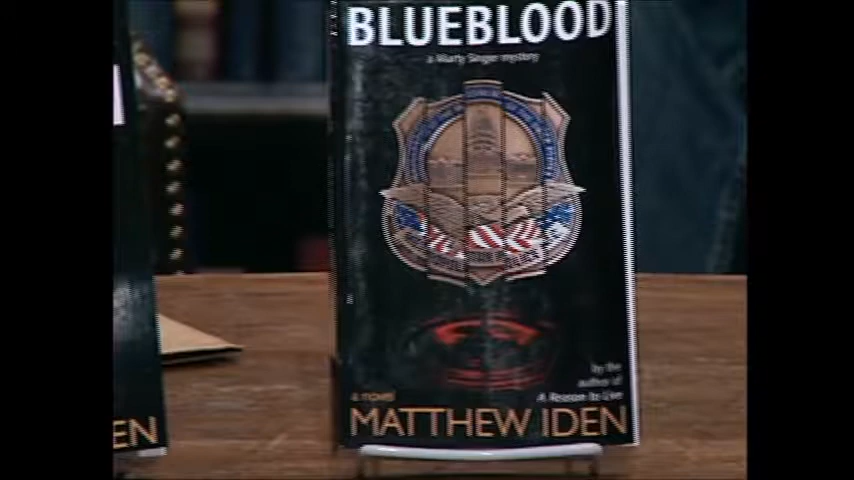 BLUEBLOOD
a Marty Singer mystery
by the
author of
A Reason to Live
A NOVEL
MATTHEW IDEN
EN